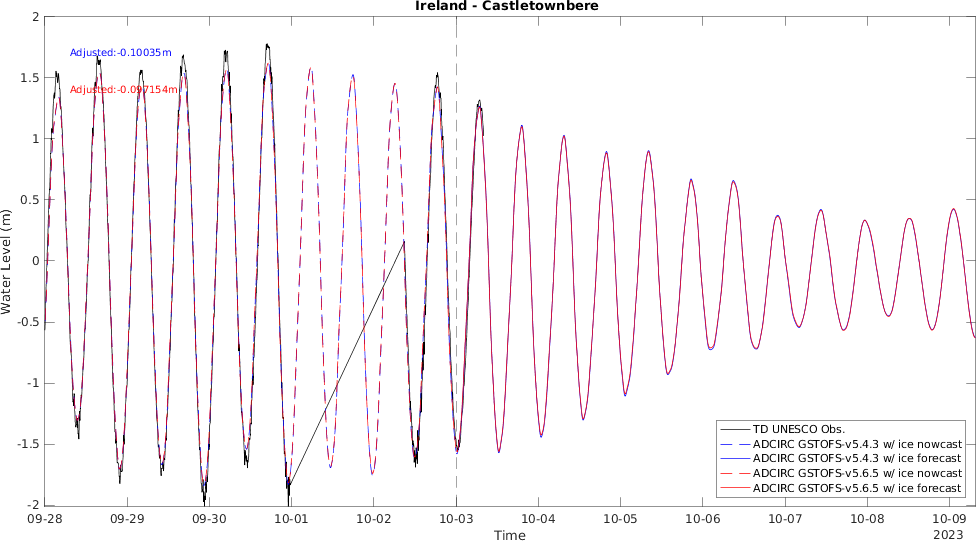 Ireland - Castletownbere
2
1.5
1
0.5
0
-0.5
-1
-1.5
-2
Water Level (m)
Adjusted:-0.10035m
Adjusted:-0.097154m
09-28 09-29 09-30 10-01 10-02 10-03 10-04 10-05 10-06 10-07 10-08 10-09
2023
Time
TD UNESCO Obs.
ADCIRC GSTOFS-v5.4.3 w/ ice nowcast
ADCIRC GSTOFS-v5.4.3 w/ ice forecast
ADCIRC GSTOFS-v5.6.5 w/ ice nowcast
ADCIRC GSTOFS-v5.6.5 w/ ice forecast